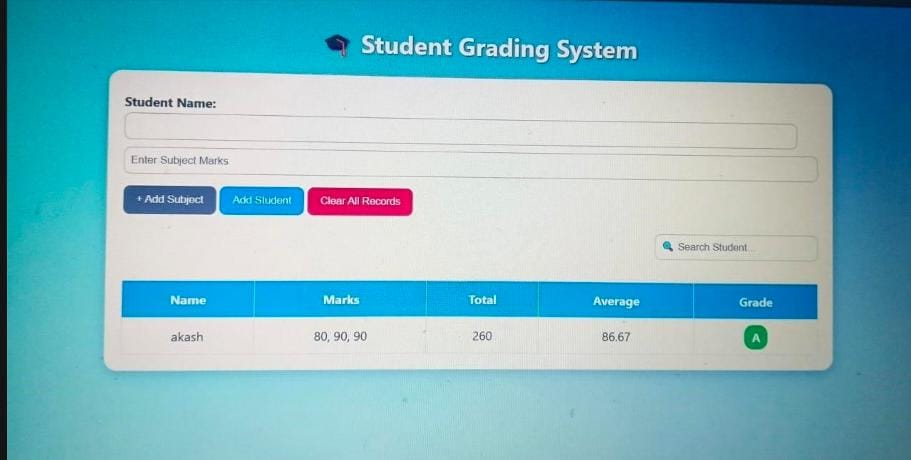 🎓 Student Grading System
Student Name:
Enter Subject Marks
+ Add Subject Add Student Clear All Records
🔍 Search Student...
Name Marks Total Average Grade
akash 80, 90, 90 260 86.67 A